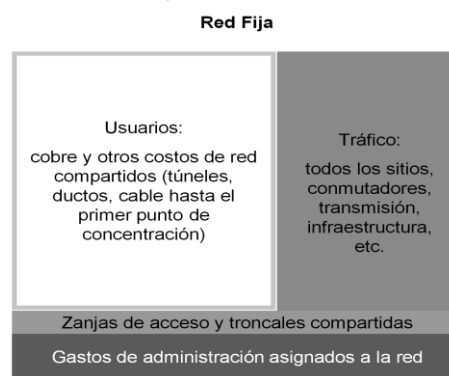 Red Fija
Usuarios:
cobre y otros costos de red
compartidos (túneles,
ductos, cable hasta el
primer punto de
concentración)
Tráfico:
todos los sitios,
conmutadores,
transmisión,
infraestructura,
etc.
Zanjas de acceso y troncales compartidas
Gastos de administración asignados a la red